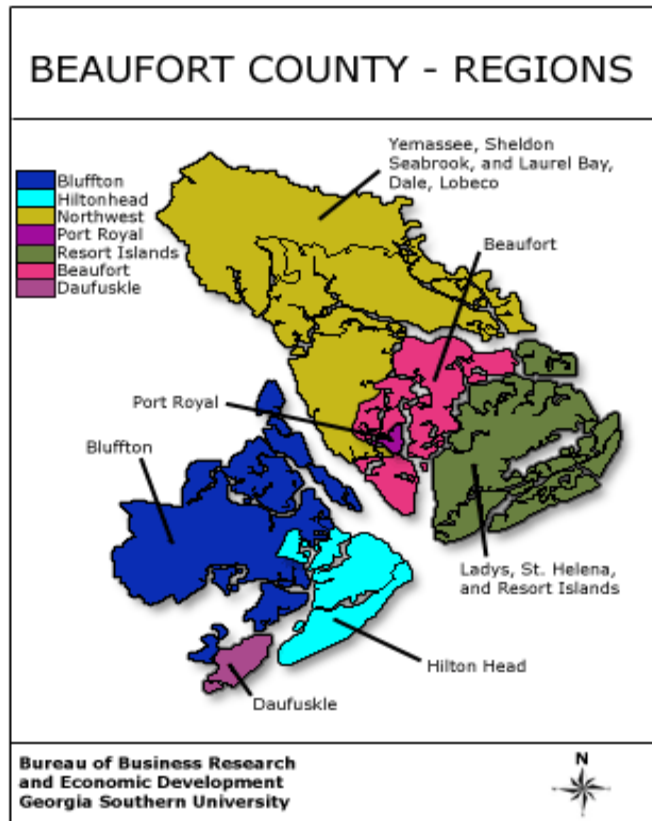 BEAUFORT COUNTY - REGIONS
Yemassee, Sheldon
Seabrook, and Laurel Bay,
Dale, Lobeco
Bluffton
Hiltonhead
Northwest
Port Royal
Resort Islands
Beaufort
Daufuskle
Beaufort
Port Royal
Bluffton
Ladys, St. Helena,
and Resort Islands
Hilton Head
Daufuskle
Bureau of Business Research
and Economic Development
Georgia Southern University
N